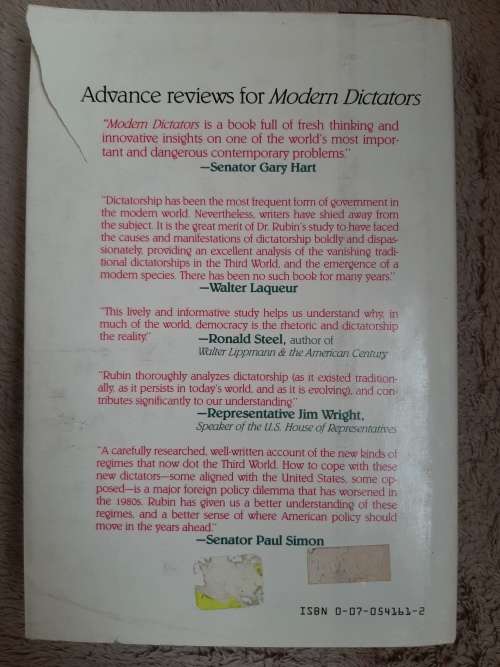 Advance reviews for Modern Dictators
"Modern Dictators is a book full of fresh thinking and
innovative insights on one of the world's most impor-
tant and dangerous contemporary problems."
—Senator Gary Hart
"Dictatorship has been the most frequent form of government in
the modern world. Nevertheless, writers have shied away from
the subject. It is the great merit of Dr. Rubin's study to have faced
the causes and manifestations of dictatorship boldly and dispas-
sionately, providing an excellent analysis of the vanishing tradi-
tional dictatorships in the Third World, and the emergence of a
modern species. There has been no such book for many years."
—Walter Laqueur
"This lively and informative study helps us understand why, in
much of the world, democracy is the rhetoric and dictatorship
the reality." —Ronald Steel, author of
Walter Lippmann & the American Century
"Rubin thoroughly analyzes dictatorship (as it existed tradition-
ally, as it persists in today's world, and as it is evolving), and con-
tributes significantly to our understanding."
—Representative Jim Wright,
Speaker of the U.S. House of Representatives
"A carefully researched, well-written account of the new kinds of
regimes that now dot the Third World. How to cope with these
new dictators—some aligned with the United States, some op-
posed—is a major foreign policy dilemma that has worsened in
the 1980s. Rubin has given us a better understanding of these
regimes, and a better sense of where American policy should
move in the years ahead."
—Senator Paul Simon
ISBN 0-07-054161-2